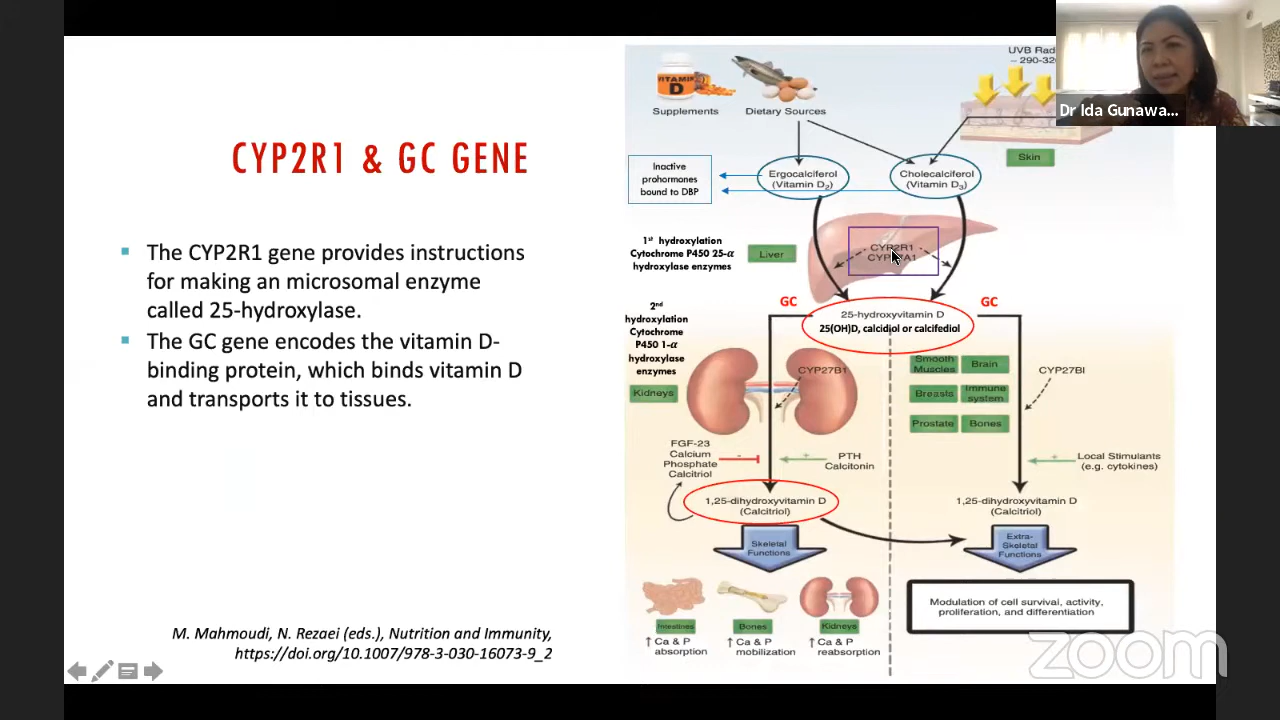 CYP2R1 & GC GENE
▪ The CYP2R1 gene provides instructions
for making an microsomal enzyme
called 25-hydroxylase.
▪ The GC gene encodes the vitamin D-
binding protein, which binds vitamin D
and transports it to tissues.
M. Mahmoudi, N. Rezaei (eds.), Nutrition and Immunity,
https://doi.org/10.1007/978-3-030-16073-9_2
VITAMIN
D
Supplements
Dietary Sources
UVB
Dr Ida Gunawa...
Skin
Inactive
prohormones
bound to DBP
Ergocalciferol
(Vitamin D2)
Cholecalciferol
(Vitamin D3)
1st hydroxylation
Cytochrome P450 25-α
hydroxylase enzymes
Liver
CYP2R1
GC
GC
25-hydroxyvitamin D
25(OH)D, calcidiol or calcifediol
2nd
hydroxylation
Cytochrome
P450 1-α
hydroxylase
enzymes
Kidneys
CYP27B1
Smooth
Muscles
Brain
Breasts
Immune
system
Prostate
Bones
CYP27BI
FGF-23
Calcium
Phosphate
Calcitriol
-
+
PTH
Calcitonin
+
Local Stimulants
(e.g. cytokines)
1,25-dihydroxyvitamin D
(Calcitriol)
1,25-dihydroxyvitamin D
(Calcitriol)
Skeletal
Functions
Extra-
Skeletal
Functions
Intestines
↑ Ca & P
absorption
Bones
↑ Ca & P
mobilization
Kidneys
↑ Ca & P
reabsorption
Modulation of cell survival, activity,
proliferation, and differentiation
zoom